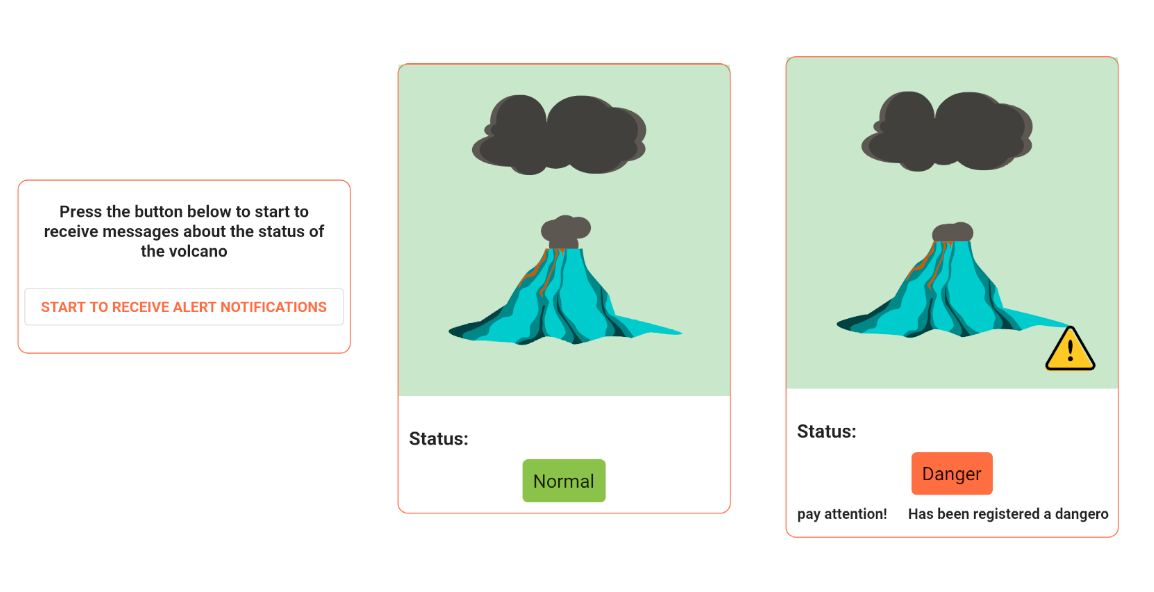 Press the button below to start to
receive messages about the status of
the volcano
START TO RECEIVE ALERT NOTIFICATIONS
Status:
Normal
Status:
Danger
pay attention! Has been registered a dangero